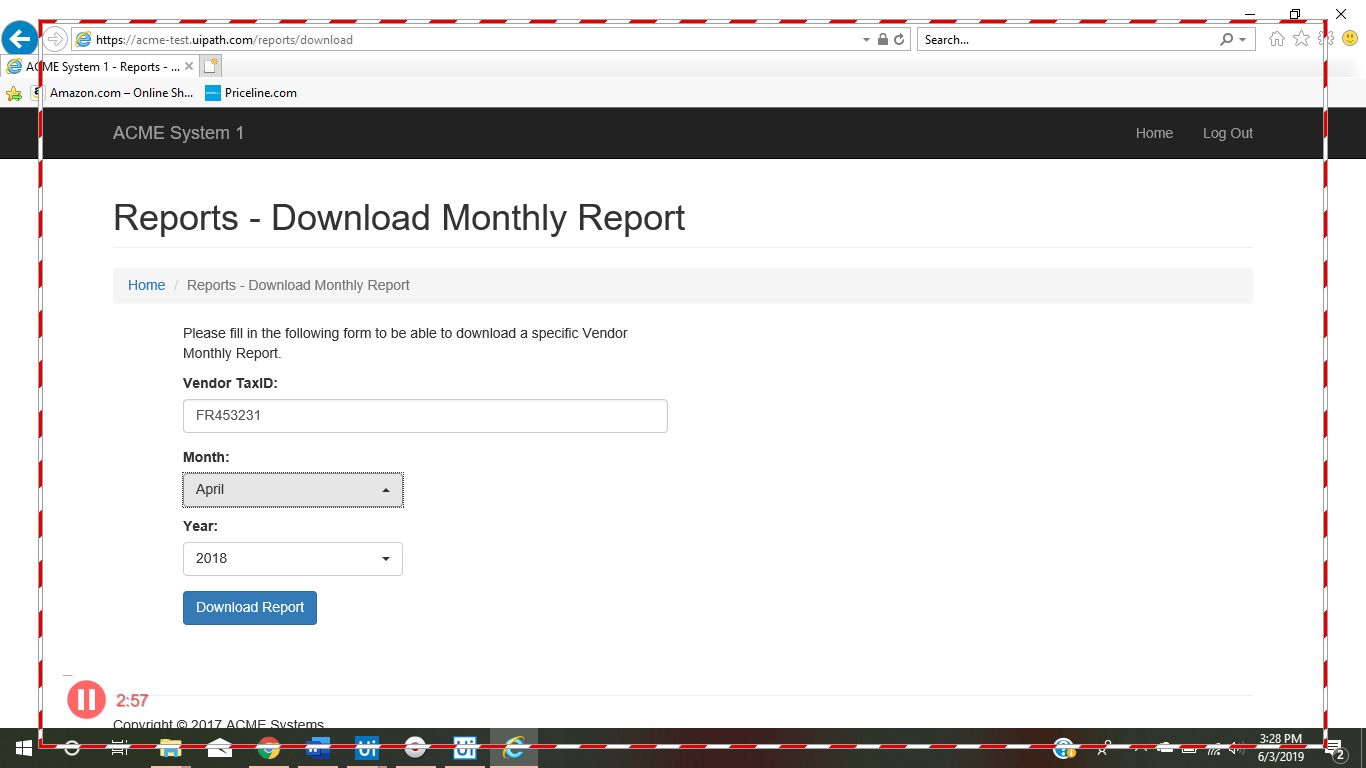 https://acme-test.uipath.com/reports/download
Search...
ACME System 1 - Reports - ...
Amazon.com – Online Sh...
Priceline.com
ACME System 1
Home
Log Out
Reports - Download Monthly Report
Home / Reports - Download Monthly Report
Please fill in the following form to be able to download a specific Vendor
Monthly Report.
Vendor TaxID:
FR453231
Month:
April
Year:
2018
Download Report
2:57
Copyright © 2017 ACME Systems
3:28 PM
6/3/2019
2